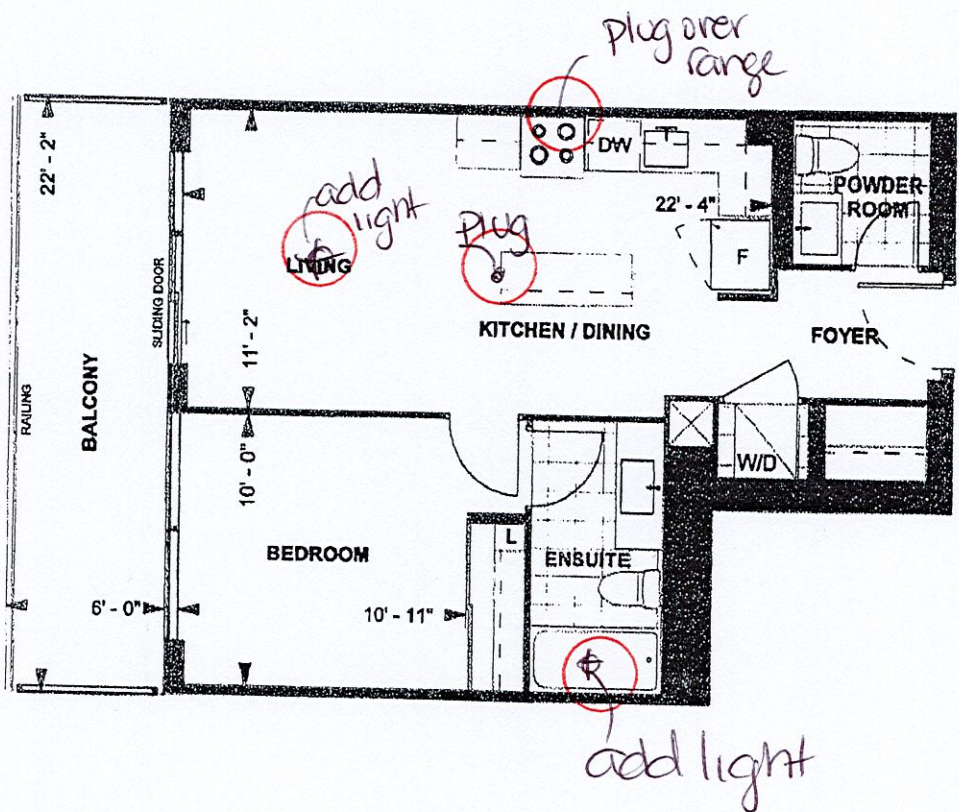 plug over
range
22' - 2"
DW
POWDER
ROOM
22' - 4"
add
light
plug
LIVING
F
SLIDING DOOR
KITCHEN / DINING
FOYER
11' - 2"
BALCONY
RAILING
10' - 0"
W/D
L
BEDROOM
ENSUITE
6' - 0"
10' - 11"
add light